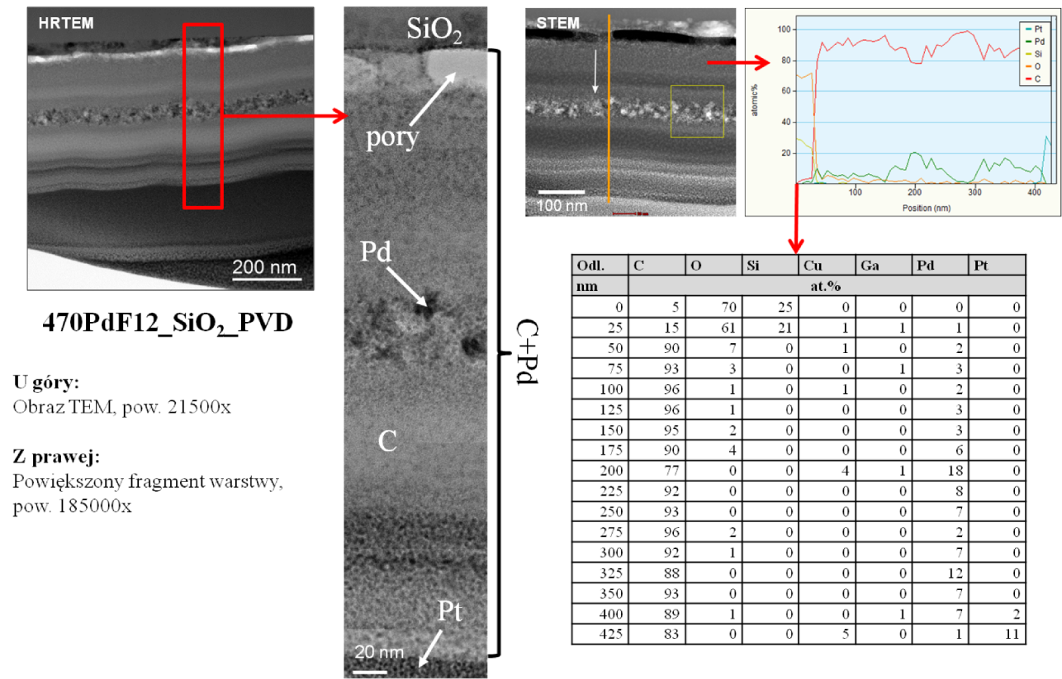 HRTEM
200 nm
470PdF12_SiO₂_PVD
U góry:
Obraz TEM, pow. 21500x
Z prawej:
Powiększony fragment warstwy,
pow. 185000x
SiO₂
pory
Pd
C
Pt
20 nm
C+Pd
STEM
100 nm
atomic%
100
80
60
40
20
100
200
300
400
Position (nm)
Pt
Pd
Si
O
C
Odl. C O Si Cu Ga Pd Pt
nm at.%
0 5 70 25 0 0 0 0
25 15 61 21 1 1 1 0
50 90 7 0 1 0 2 0
75 93 3 0 0 1 3 0
100 96 1 0 1 0 2 0
125 96 1 0 0 0 3 0
150 95 2 0 0 0 3 0
175 90 4 0 0 0 6 0
200 77 0 0 4 1 18 0
225 92 0 0 0 0 8 0
250 93 0 0 0 0 7 0
275 96 2 0 0 0 2 0
300 92 1 0 0 0 7 0
325 88 0 0 0 0 12 0
350 93 0 0 0 0 7 0
400 89 1 0 0 1 7 2
425 83 0 0 5 0 1 11